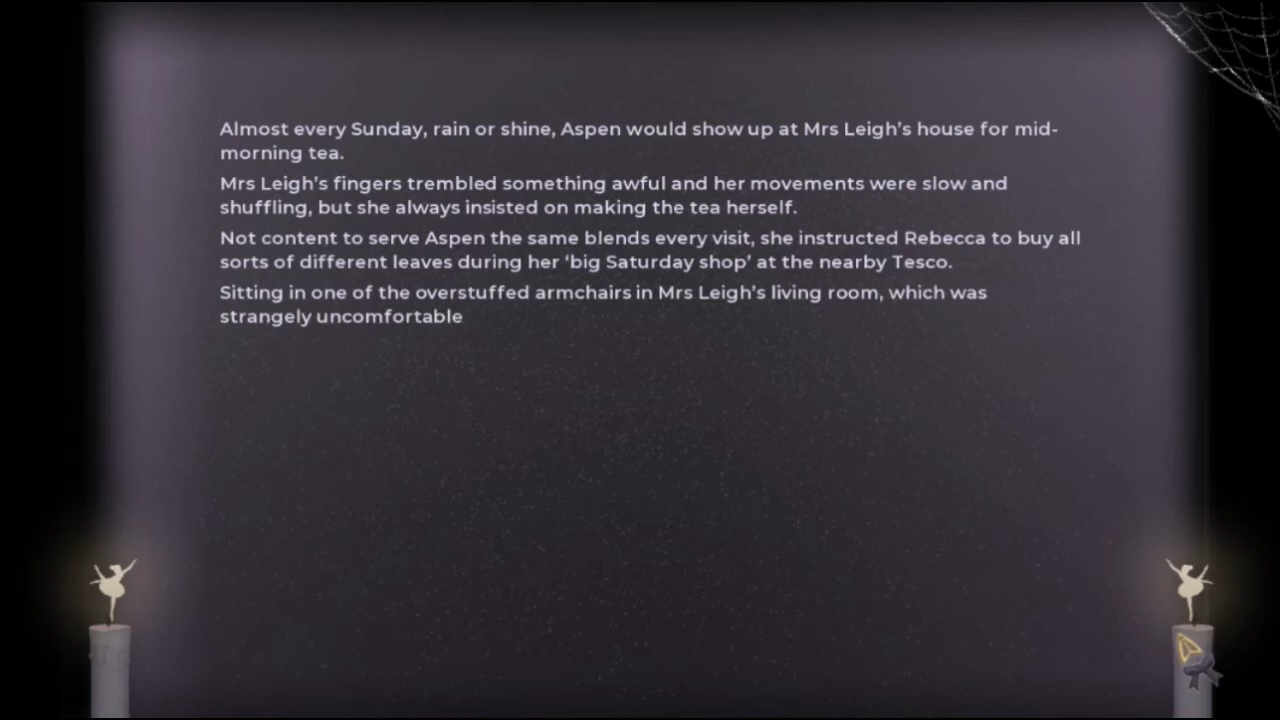 Almost every Sunday, rain or shine, Aspen would show up at Mrs Leigh’s house for mid-
morning tea.
Mrs Leigh’s fingers trembled something awful and her movements were slow and
shuffling, but she always insisted on making the tea herself.
Not content to serve Aspen the same blends every visit, she instructed Rebecca to buy all
sorts of different leaves during her ‘big Saturday shop’ at the nearby Tesco.
Sitting in one of the overstuffed armchairs in Mrs Leigh’s living room, which was
strangely uncomfortable